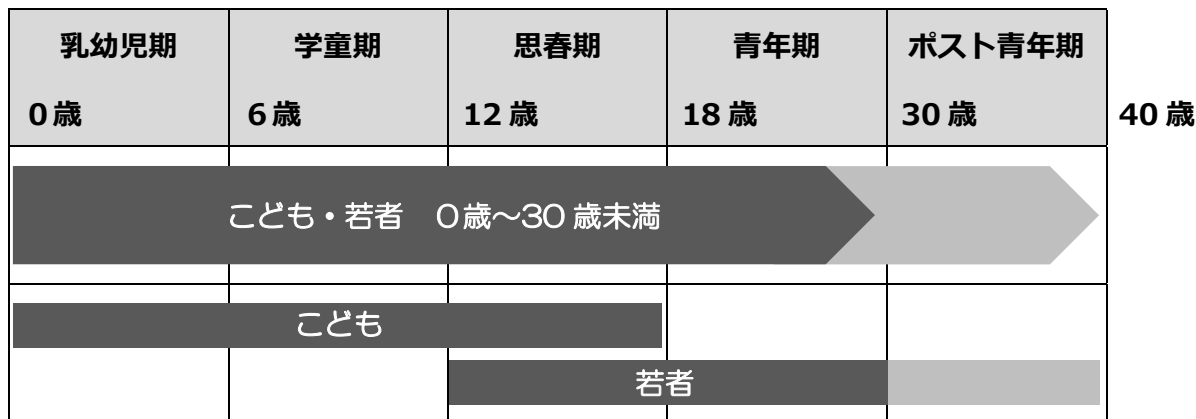 乳幼児期 学童期 思春期 青年期 ポスト青年期
0歳 6歳 12歳 18歳 30歳 40歳
こども・若者　0歳～30歳未満
こども
若者